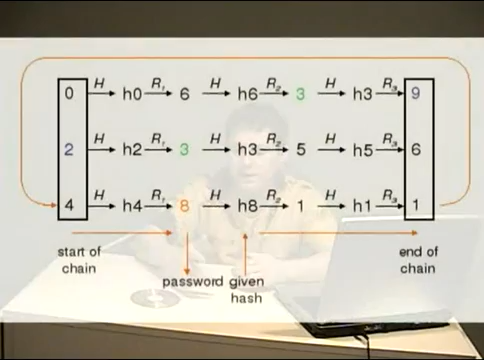 0 H h0 R₁ 6 H h6 R₂ 3 H h3 R₃ 9
2 H h2 R₁ 3 H h3 R₂ 5 H h5 R₃ 6
4 H h4 R₁ 8 H h8 R₂ 1 H h1 R₃ 1
start of
chain
password
given
hash
end of
chain